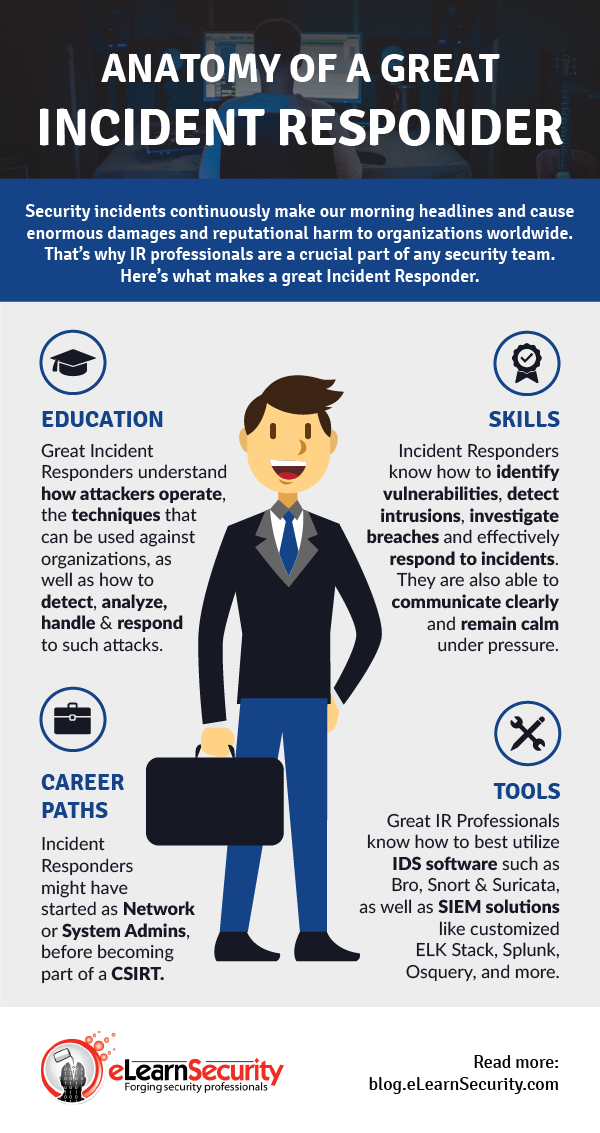 ANATOMY OF A GREAT
INCIDENT RESPONDER
Security incidents continuously make our morning headlines and cause
enormous damages and reputational harm to organizations worldwide.
That's why IR professionals are a crucial part of any security team.
Here's what makes a great Incident Responder.
EDUCATION
Great Incident
Responders understand
how attackers operate,
the techniques that
can be used against
organizations, as
well as how to
detect, analyze,
handle & respond
to such attacks.
SKILLS
Incident Responders
know how to identify
vulnerabilities, detect
intrusions, investigate
breaches and effectively
respond to incidents.
They are also able to
communicate clearly
and remain calm
under pressure.
CAREER
PATHS
Incident
Responders
might have
started as Network
or System Admins,
before becoming
part of a CSIRT.
TOOLS
Great IR Professionals
know how to best utilize
IDS software such as
Bro, Snort & Suricata,
as well as SIEM solutions
like customized
ELK Stack, Splunk,
Osquery, and more.
eLearnSecurity
Forging security professionals
Read more:
blog.eLearnSecurity.com